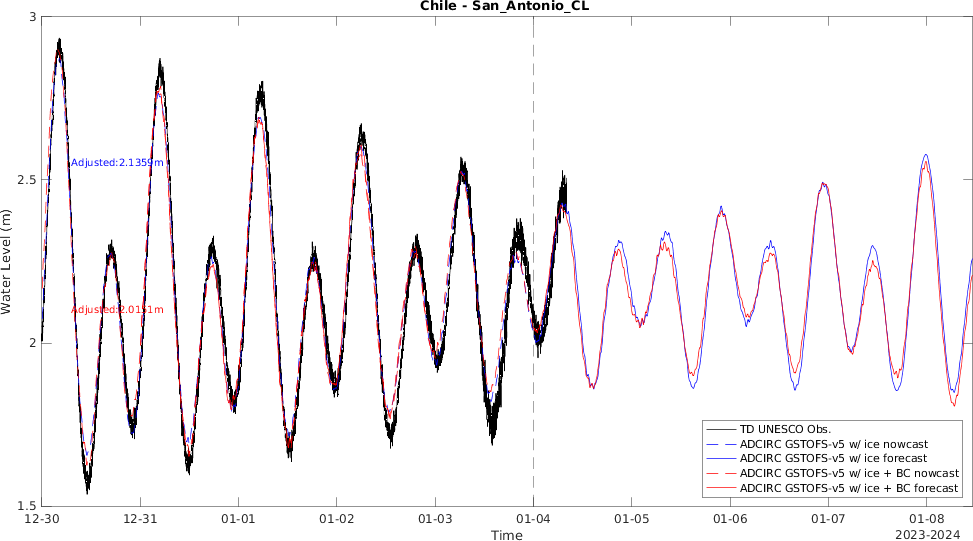 Chile - San_Antonio_CL
Water Level (m)
3
2.5
2
1.5
Adjusted:2.1359m
Adjusted:2.0151m
TD UNESCO Obs.
ADCIRC GSTOFS-v5 w/ ice nowcast
ADCIRC GSTOFS-v5 w/ ice forecast
ADCIRC GSTOFS-v5 w/ ice + BC nowcast
ADCIRC GSTOFS-v5 w/ ice + BC forecast
12-30 12-31 01-01 01-02 01-03 01-04 01-05 01-06 01-07 01-08
Time
2023-2024